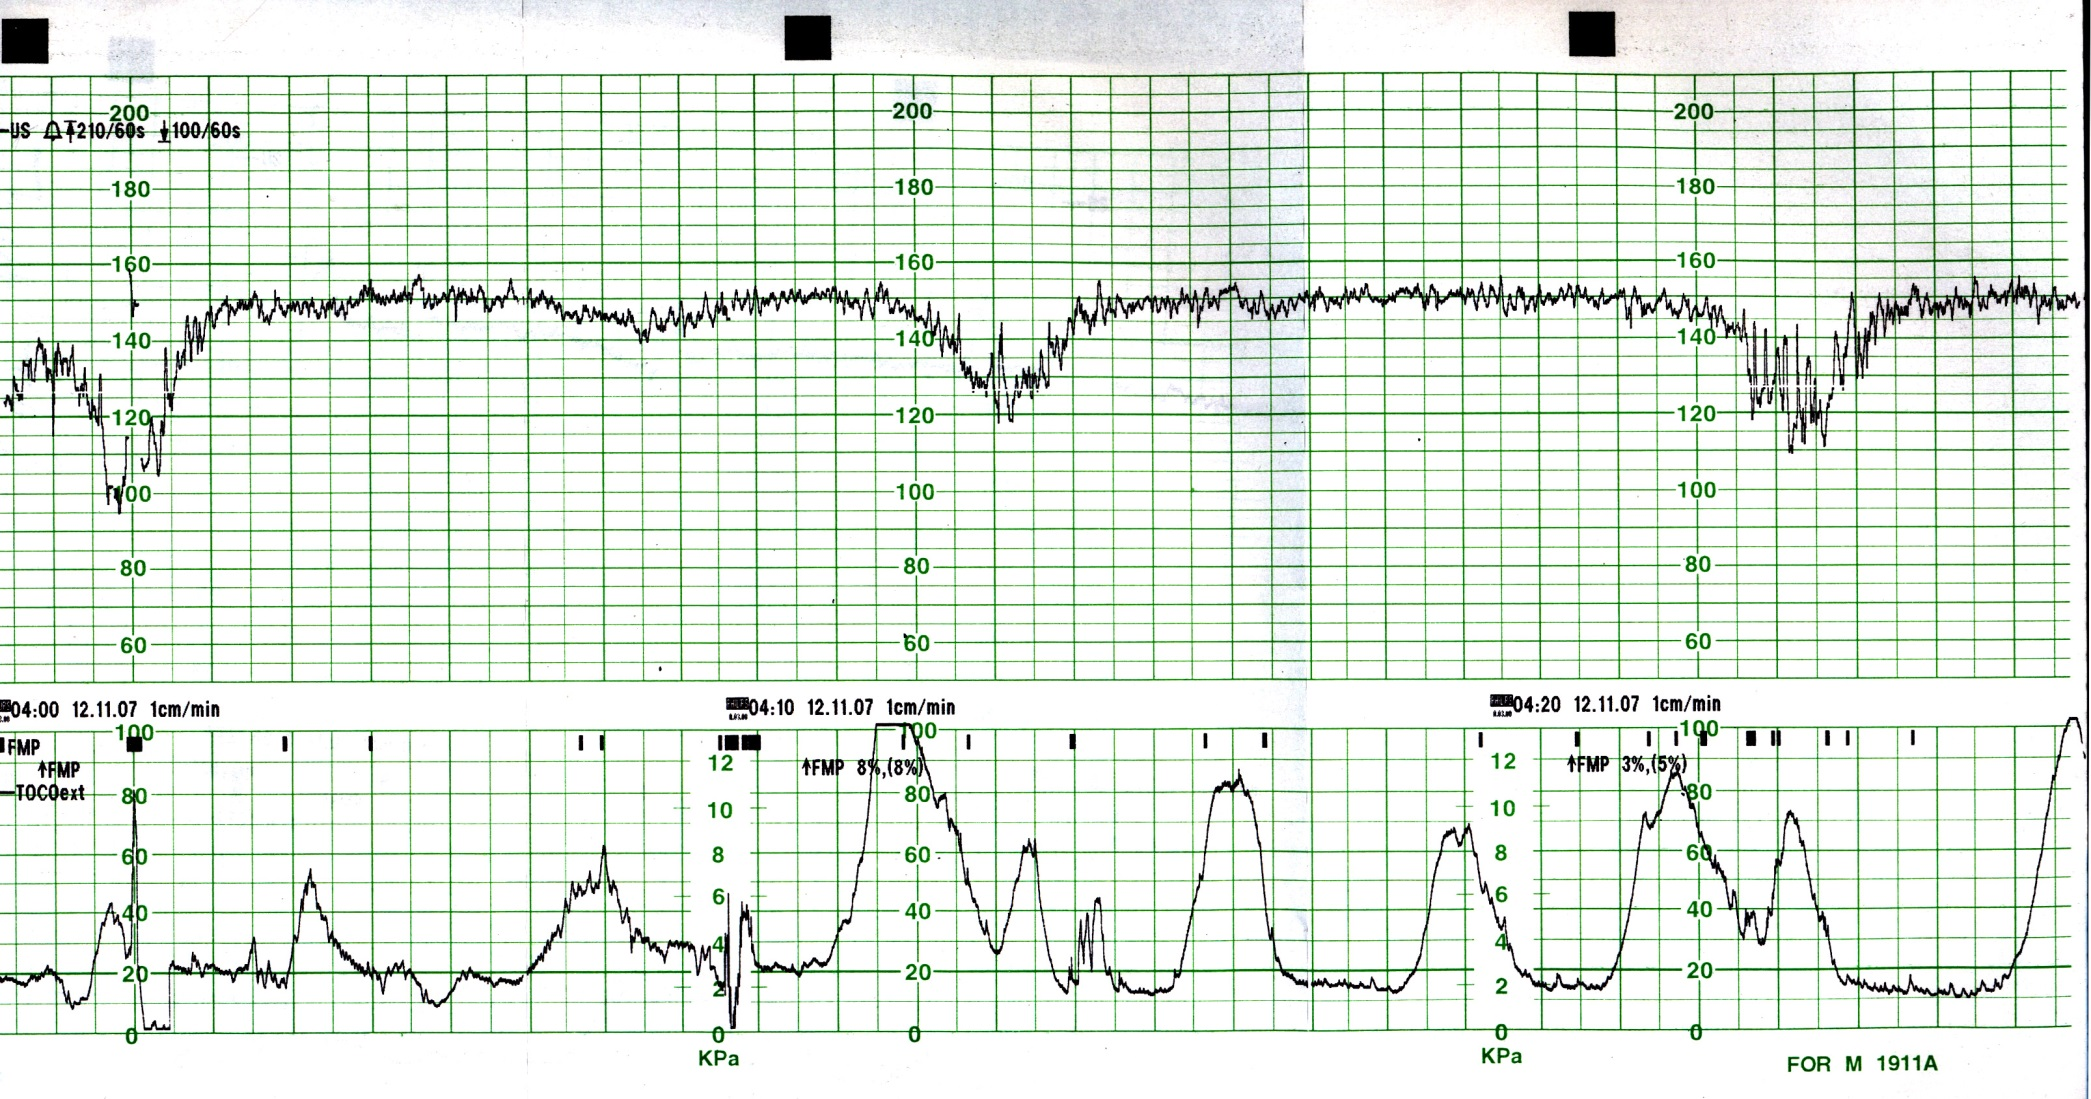 200 200 200
US 210/60s 100/60s
180 180 180
160 160 160
140 140 140
120 120 120
100 100 100
80 80 80
60 60 60
04:00 12.11.07 1cm/min 04:10 12.11.07 1cm/min 04:20 12.11.07 1cm/min
100 100 100
FMP
↑FMP 12 ↑FMP 8%,(8%) 12 ↑FMP 3%,(5%)
TOCOext 80 10 80 10 80
60 8 60 8 60
40 6 40 6 40
4 4
20 2 20 2 20
0 0 0 0 0
KPa KPa
FOR M 1911A